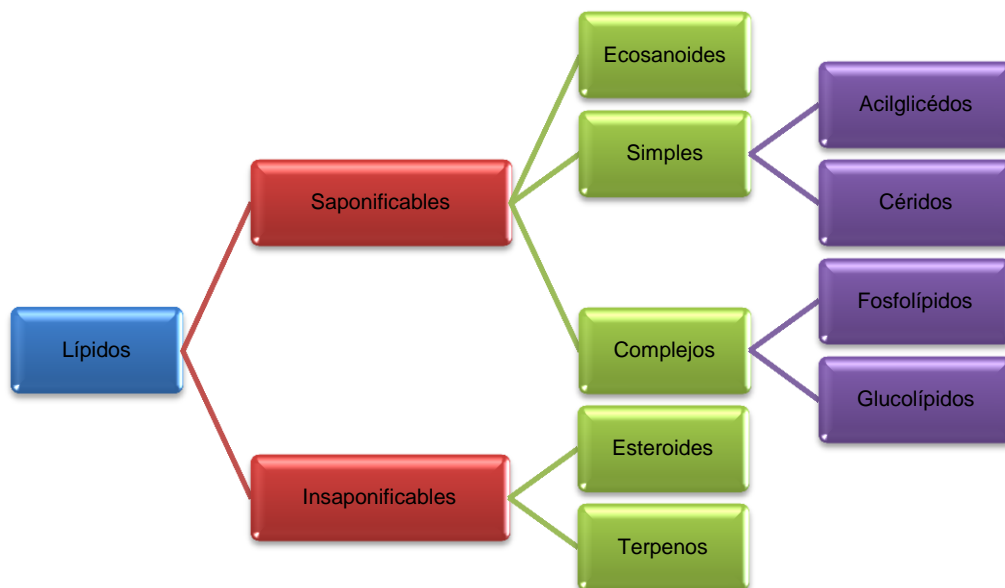 Lípidos
Saponificables
Insaponificables
Ecosanoides
Simples
Complejos
Esteroides
Terpenos
Acilglicédos
Céridos
Fosfolípidos
Glucolípidos